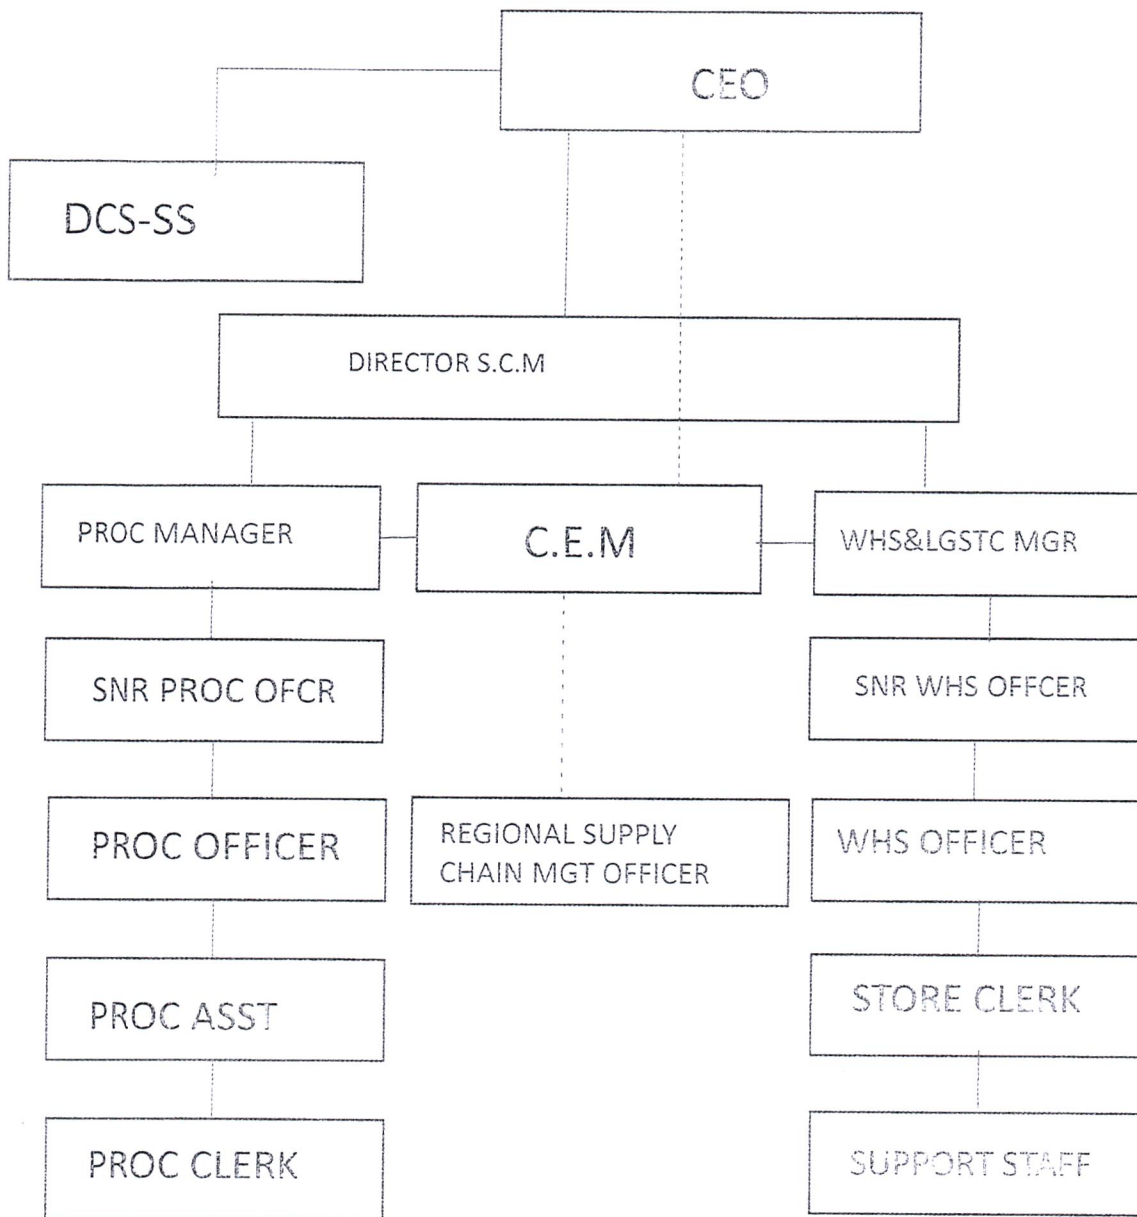 CEO
DCS-SS
DIRECTOR S.C.M
PROC MANAGER
C.E.M
WHS&LGSTC MGR
SNR PROC OFCR
SNR WHS OFFCER
PROC OFFICER
REGIONAL SUPPLY
CHAIN MGT OFFICER
WHS OFFICER
PROC ASST
STORE CLERK
PROC CLERK
SUPPORT STAFF